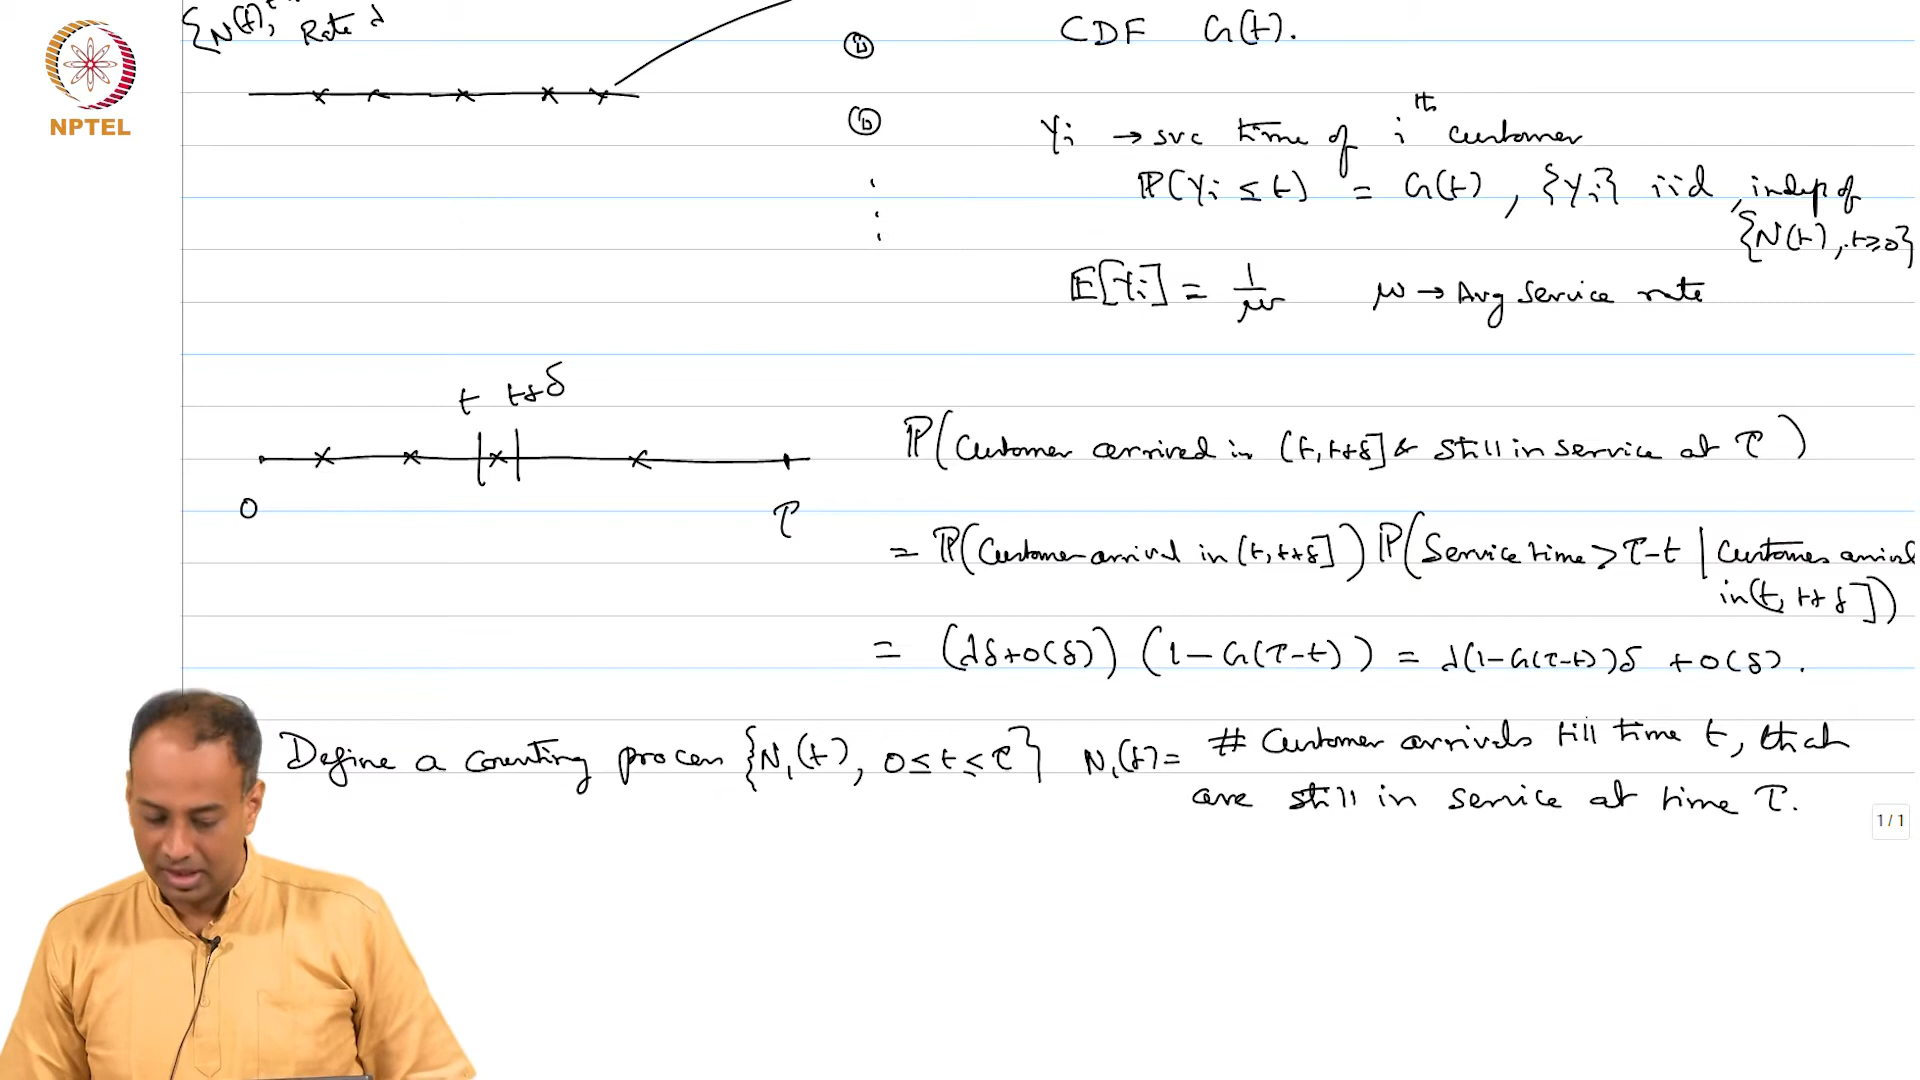 {N(t), t
Rate λ
CDF G(t).
Yi → svc time of ith customer
P(Yi ≤ t) = G(t), {Yi} iid, indep of
{N(t), t≥0}
E[Yi] = 1/μ μ → Avg service rate
NPTEL
t t+δ
0 τ
P(Customer arrived in (t, t+δ] & still in service at τ)
= P(Customer arrival in (t, t+δ]) P(Service time > τ-t | Customer arrival
in (t, t+δ])
= (λδ+o(δ)) (1-G(τ-t)) = λ(1-G(τ-t))δ + o(δ).
Define a counting process {N₁(t), 0≤t≤τ} N₁(t) = # Customer arrivals till time t, that
are still in service at time τ.
1/1